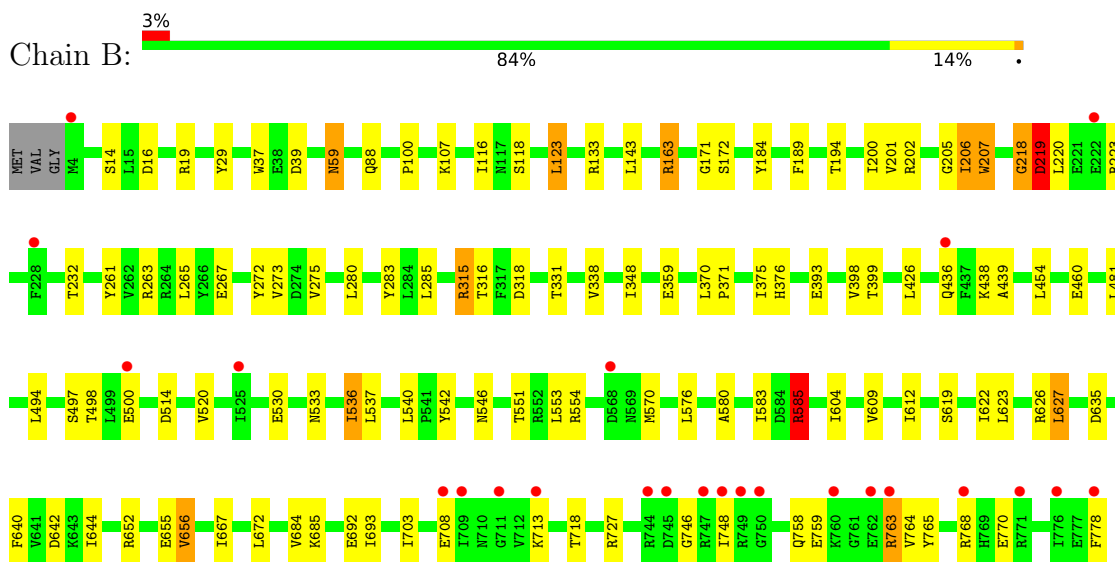 3%
Chain B:
84% 14% •
MET VAL GLY M4 S14 L15 D16 R19 Y29 W37 E38 D39 N59 Q88 P100 K107 I116 N117 S118 L123 R133 L143 R163 G171 S172 Y184 F189 T194 I200 V201 R202 G205 I206 W207 G218 D219 L220 E221 E222
F228 T232 Y261 V262 R263 R264 L265 Y266 E267 Y272 V273 D274 V275 L280 Y283 L284 L285 R315 T316 F317 D318 T331 V338 I348 E359 L370 P371 I375 H376 E393 V398 T399 L426 Q436 F437 K438 A439 L454 E460 L481
L494 S497 T498 L499 E500 D514 V520 I525 E530 N533 I536 L537 L540 P541 Y542 N546 T551 R552 L553 R554 D568 N569 M570 L576 A580 I583 D584 R585 I604 V609 I612 S619 I622 L623 R626 L627 D635
F640 V641 D642 K643 I644 R652 E655 V656 I667 L672 V684 K685 E692 I693 I703 E708 I709 N710 G711 V712 K713 T718 R727 R744 D745 G746 R747 I748 R749 G750 Q758 E759 K760 G761 E762 R763 V764 Y765 R768 H769 E770 R771 I776 E777 F778